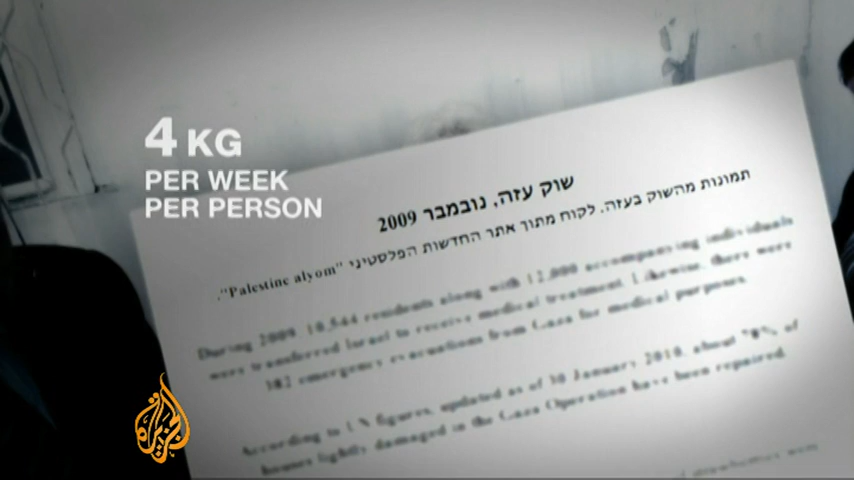 4 KG
PER WEEK
PER PERSON
שוק עזה, נובמבר 2009
תמונות מהשוק בעזה. לקוח מתוך אתר החדשות הפלסטיני "Palestine alyom".
During 2009, 10,544 residents along with 12,000 accompanying individuals
were transferred Israel to receive medical treatment. Likewise, there were
382 emergency evacuations from Gaza for medical purposes.
According to UN figures, updated as of 30 January 2010, about 70% of
houses lightly damaged in the Gaza Operation have been repaired.
الجزيرة